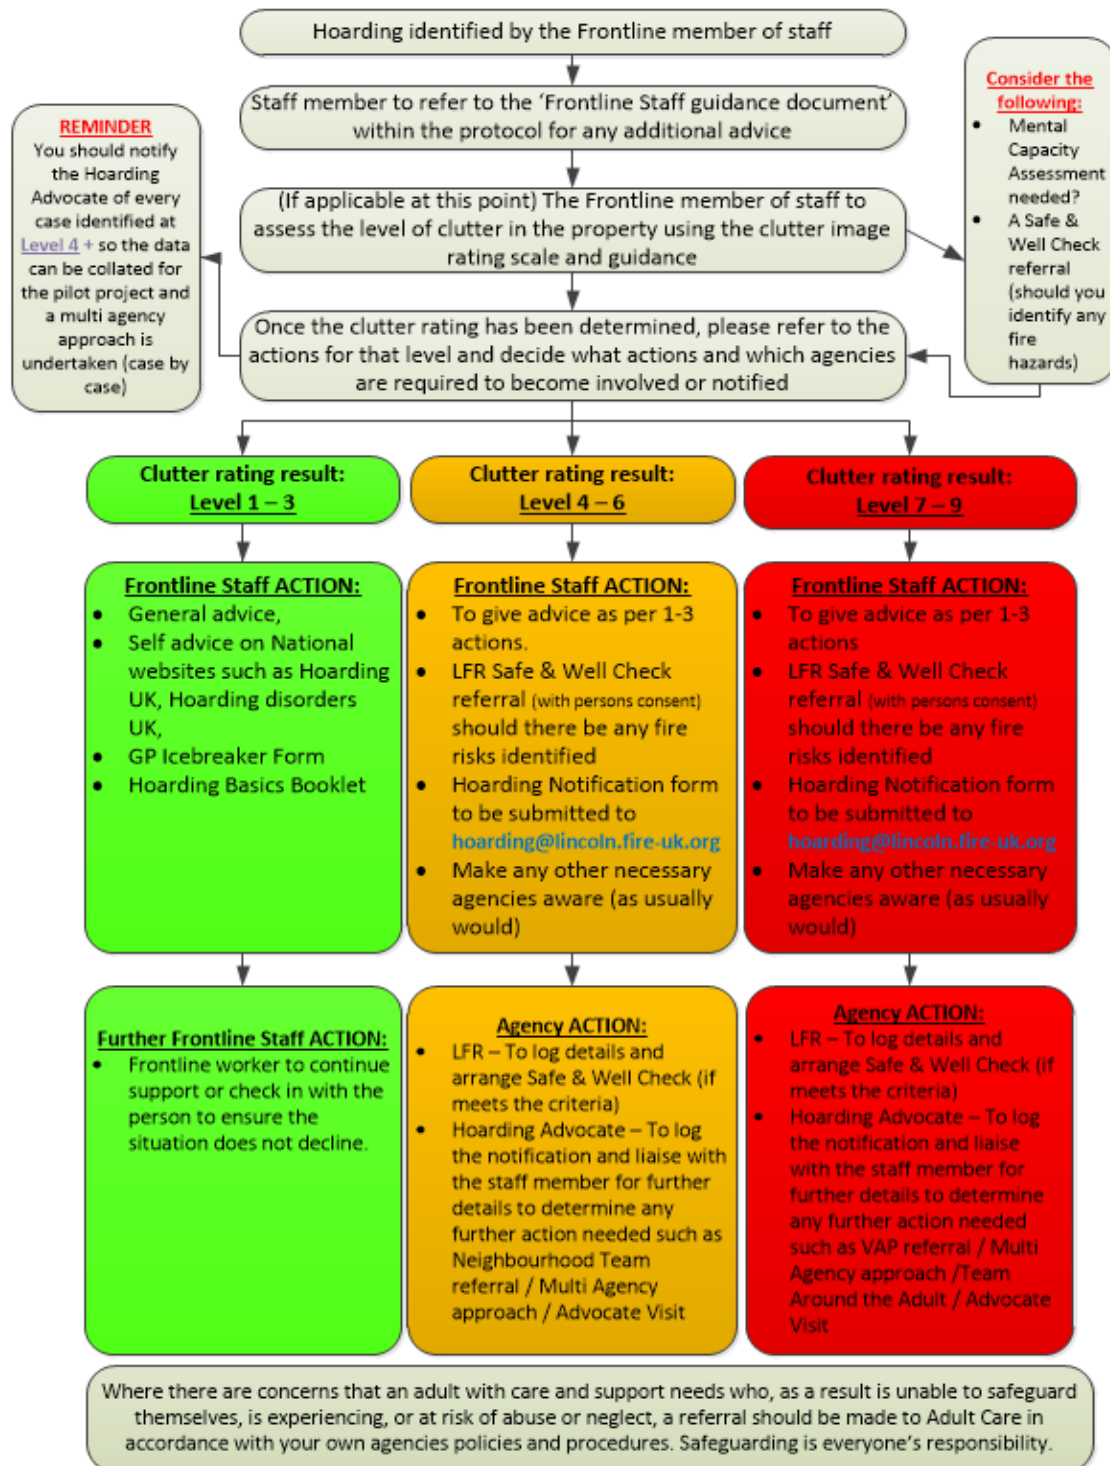 Hoarding identified by the Frontline member of staff
Staff member to refer to the ‘Frontline Staff guidance document’
within the protocol for any additional advice
(If applicable at this point) The Frontline member of staff to
assess the level of clutter in the property using the clutter image
rating scale and guidance
Consider the
following:
• Mental
Capacity
Assessment
needed?
• A Safe &
Well Check
referral
(should you
identify any
fire
hazards)
REMINDER
You should notify
the Hoarding
Advocate of every
case identified at
Level 4 + so the data
can be collated for
the pilot project and
a multi agency
approach is
undertaken (case by
case)
Once the clutter rating has been determined, please refer to the
actions for that level and decide what actions and which agencies
are required to become involved or notified
Clutter rating result:
Level 1 – 3
Frontline Staff ACTION:
• General advice,
• Self advice on National
websites such as Hoarding
UK, Hoarding disorders
UK,
• GP Icebreaker Form
• Hoarding Basics Booklet
Further Frontline Staff ACTION:
• Frontline worker to continue
support or check in with the
person to ensure the
situation does not decline.
Clutter rating result:
Level 4 – 6
Frontline Staff ACTION:
• To give advice as per 1-3
actions.
• LFR Safe & Well Check
referral (with persons consent)
should there be any fire
risks identified
• Hoarding Notification form
to be submitted to
hoarding@lincoln.fire-uk.org
• Make any other necessary
agencies aware (as usually
would)
Agency ACTION:
• LFR – To log details and
arrange Safe & Well Check (if
meets the criteria)
• Hoarding Advocate – To log
the notification and liaise with
the staff member for further
details to determine any
further action needed such as
Neighbourhood Team
referral / Multi Agency
approach / Advocate Visit
Clutter rating result:
Level 7 – 9
Frontline Staff ACTION:
• To give advice as per 1-3
actions
• LFR Safe & Well Check
referral (with persons consent)
should there be any fire
risks identified
• Hoarding Notification form
to be submitted to
hoarding@lincoln.fire-uk.org
• Make any other necessary
agencies aware (as usually
would)
Agency ACTION:
• LFR – To log details and
arrange Safe & Well Check (if
meets the criteria)
• Hoarding Advocate – To log
the notification and liaise
with the staff member for
further details to determine
any further action needed
such as VAP referral / Multi
Agency approach /Team
Around the Adult / Advocate
Visit
Where there are concerns that an adult with care and support needs who, as a result is unable to safeguard
themselves, is experiencing, or at risk of abuse or neglect, a referral should be made to Adult Care in
accordance with your own agencies policies and procedures. Safeguarding is everyone’s responsibility.